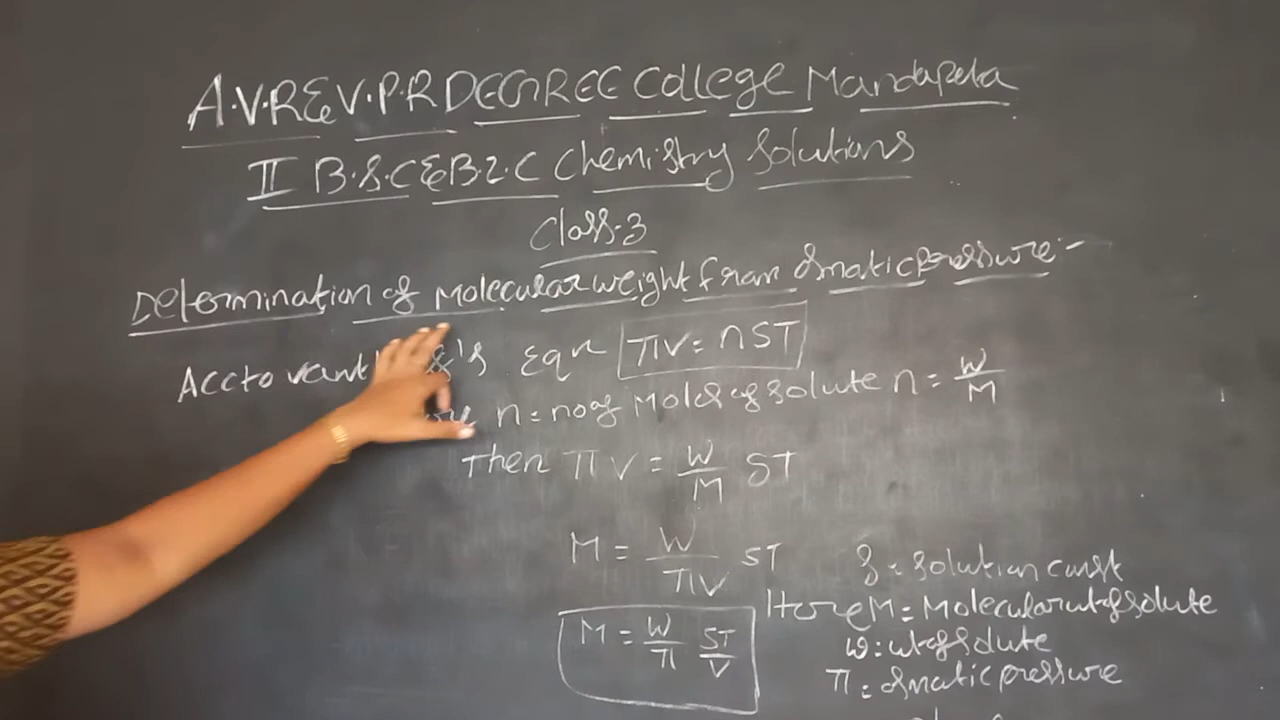 A.V.R&V.P.R DEGREE College Mandapeta
II B.S.C & B.Z.C Chemistry Solutions
Class-3
Determination of Molecular weight from Osmatic pressure:-
Acc to vant 's Eqn πV = nST
n = no of Moles of solute n = W/M
Then πV = W/M ST
M = W/πV ST
S = Solution const
Here M = Molecular wt of solute
M = W/π ST/V
w: wt of solute
π = Osmatic pressure